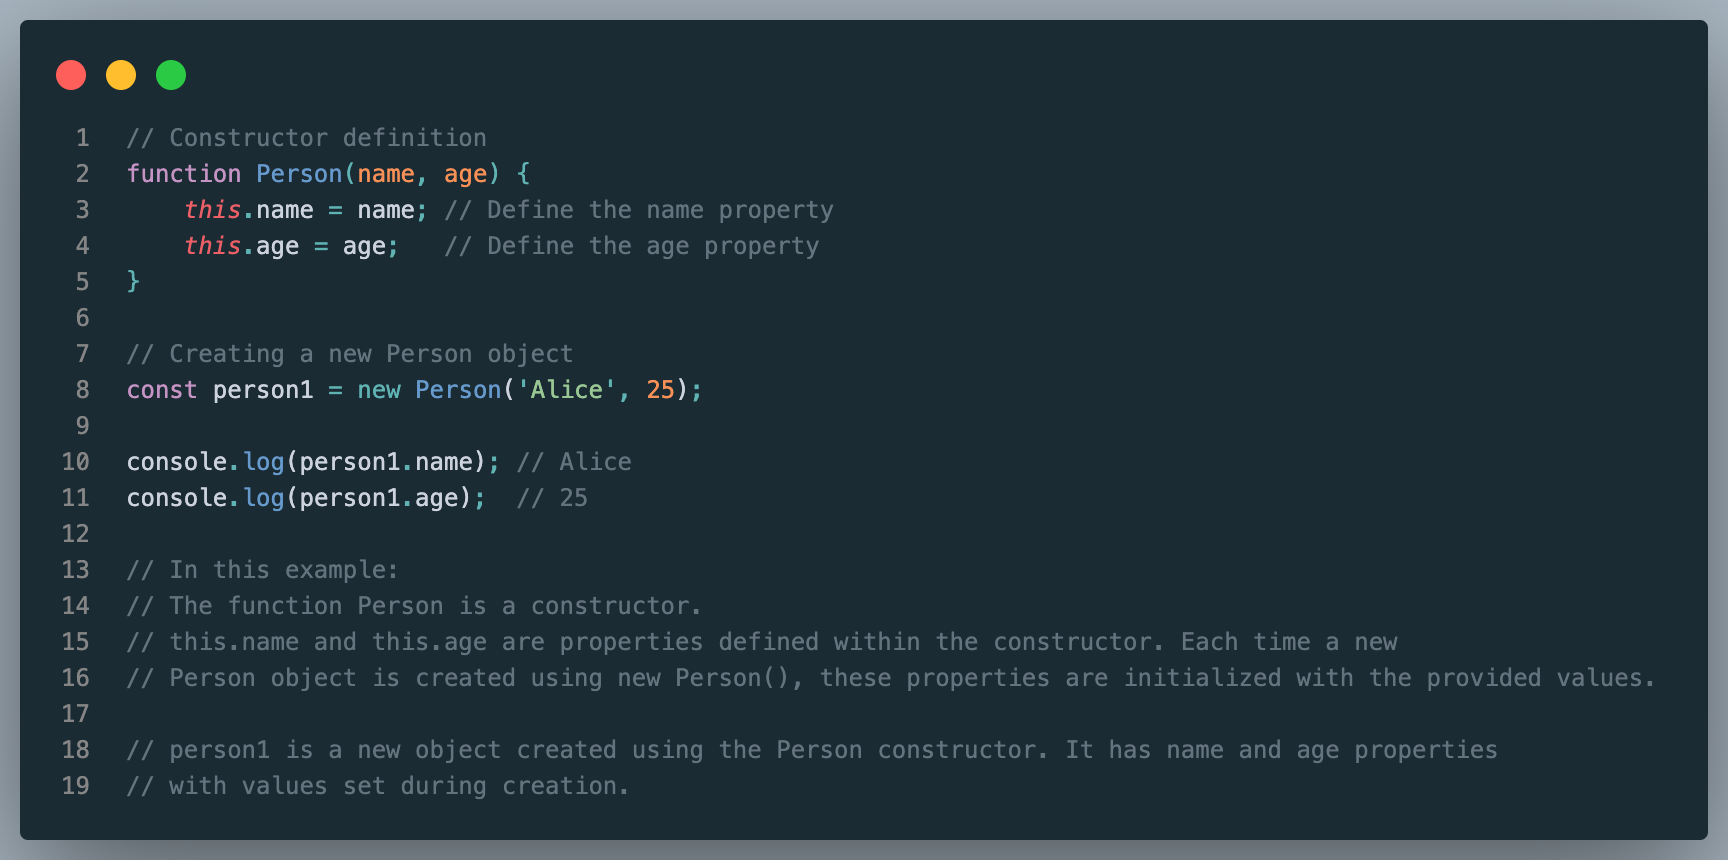 1 // Constructor definition
2 function Person(name, age) {
3     this.name = name; // Define the name property
4     this.age = age;   // Define the age property
5 }
6
7 // Creating a new Person object
8 const person1 = new Person('Alice', 25);
9
10 console.log(person1.name); // Alice
11 console.log(person1.age);  // 25
12
13 // In this example:
14 // The function Person is a constructor.
15 // this.name and this.age are properties defined within the constructor. Each time a new
16 // Person object is created using new Person(), these properties are initialized with the provided values.
17
18 // person1 is a new object created using the Person constructor. It has name and age properties
19 // with values set during creation.